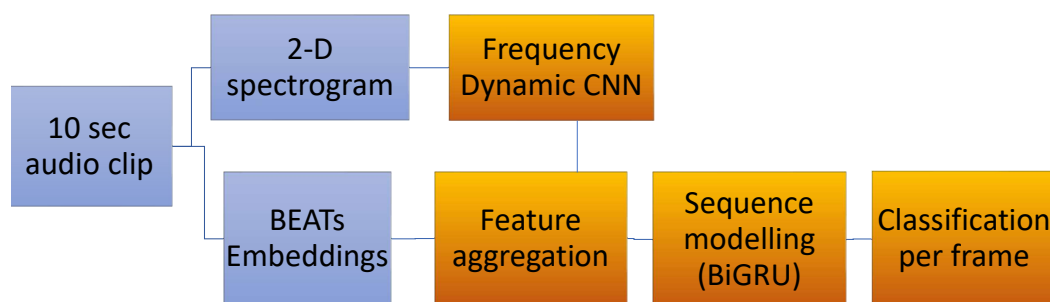 10 sec
audio clip
2-D
spectrogram
Frequency
Dynamic CNN
BEATs
Embeddings
Feature
aggregation
Sequence
modelling
(BiGRU)
Classification
per frame